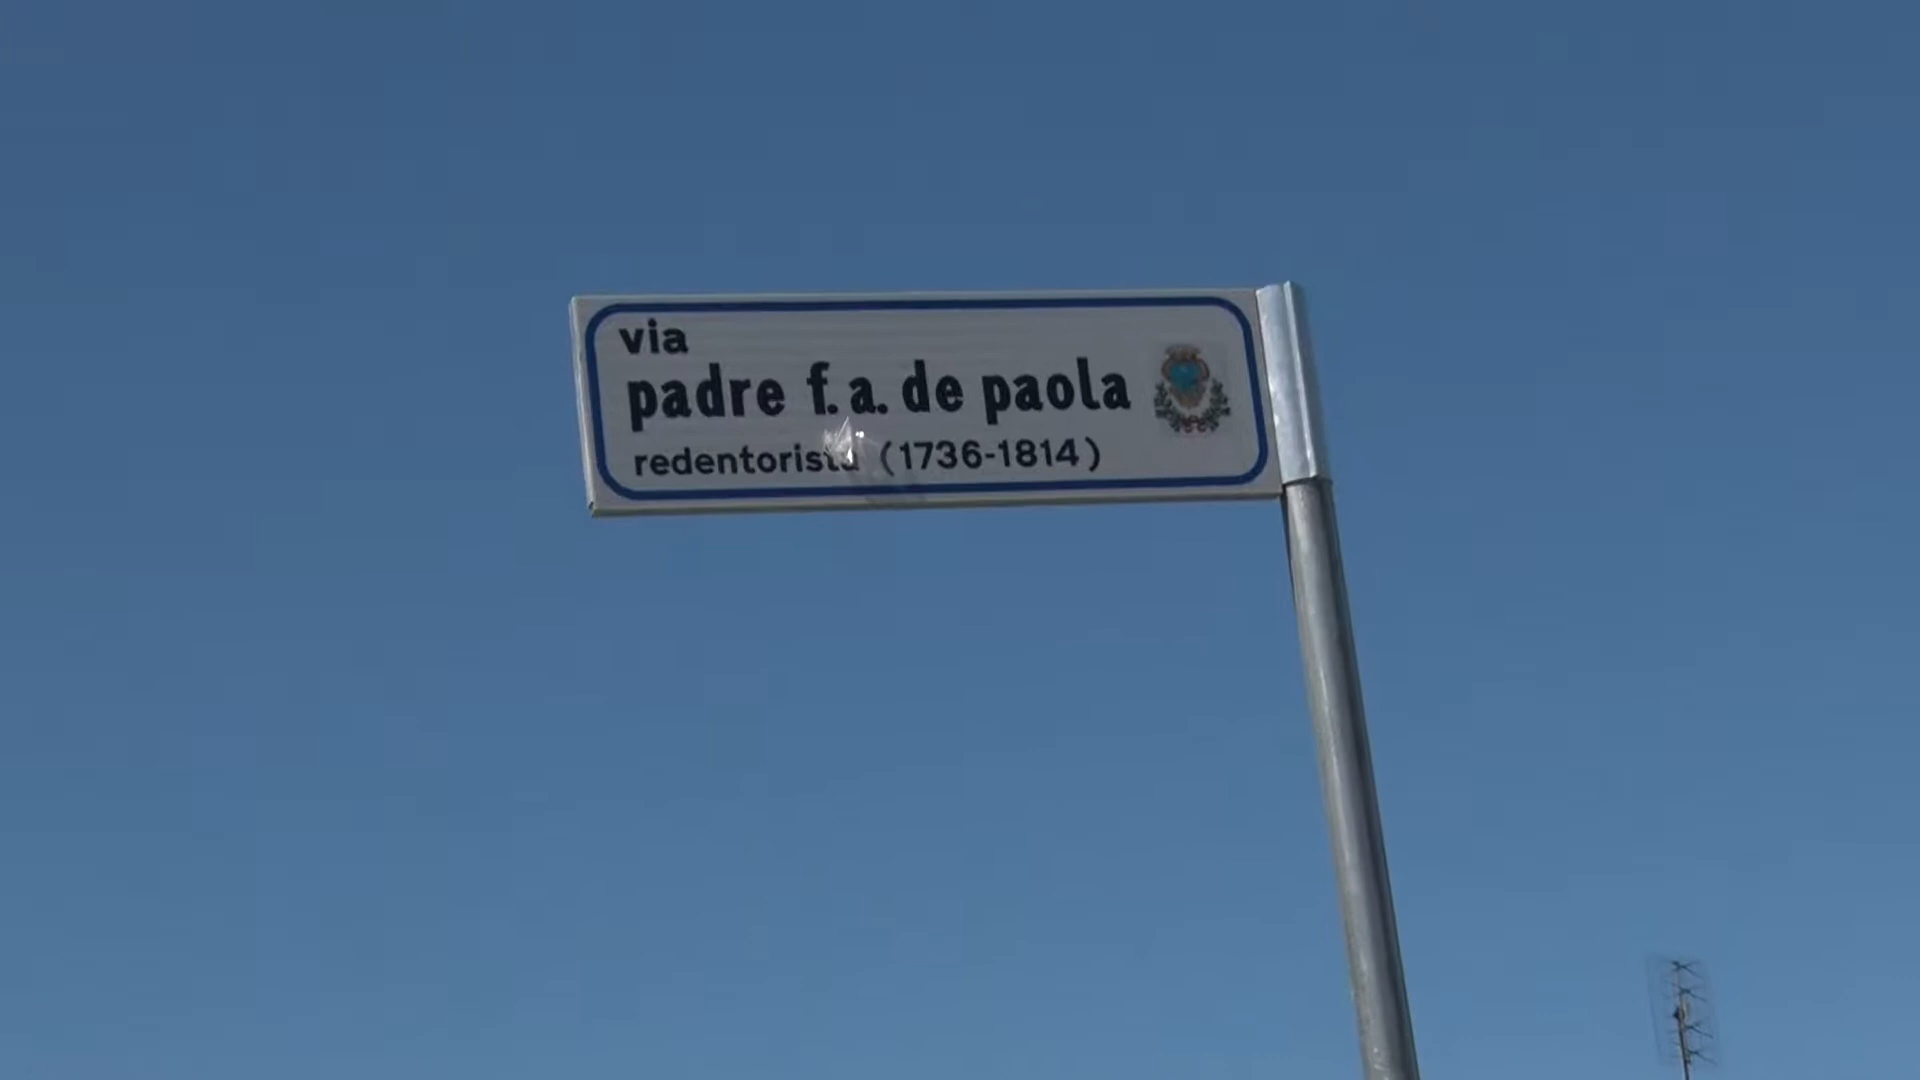 via
padre f. a. de paola
redentorista (1736-1814)